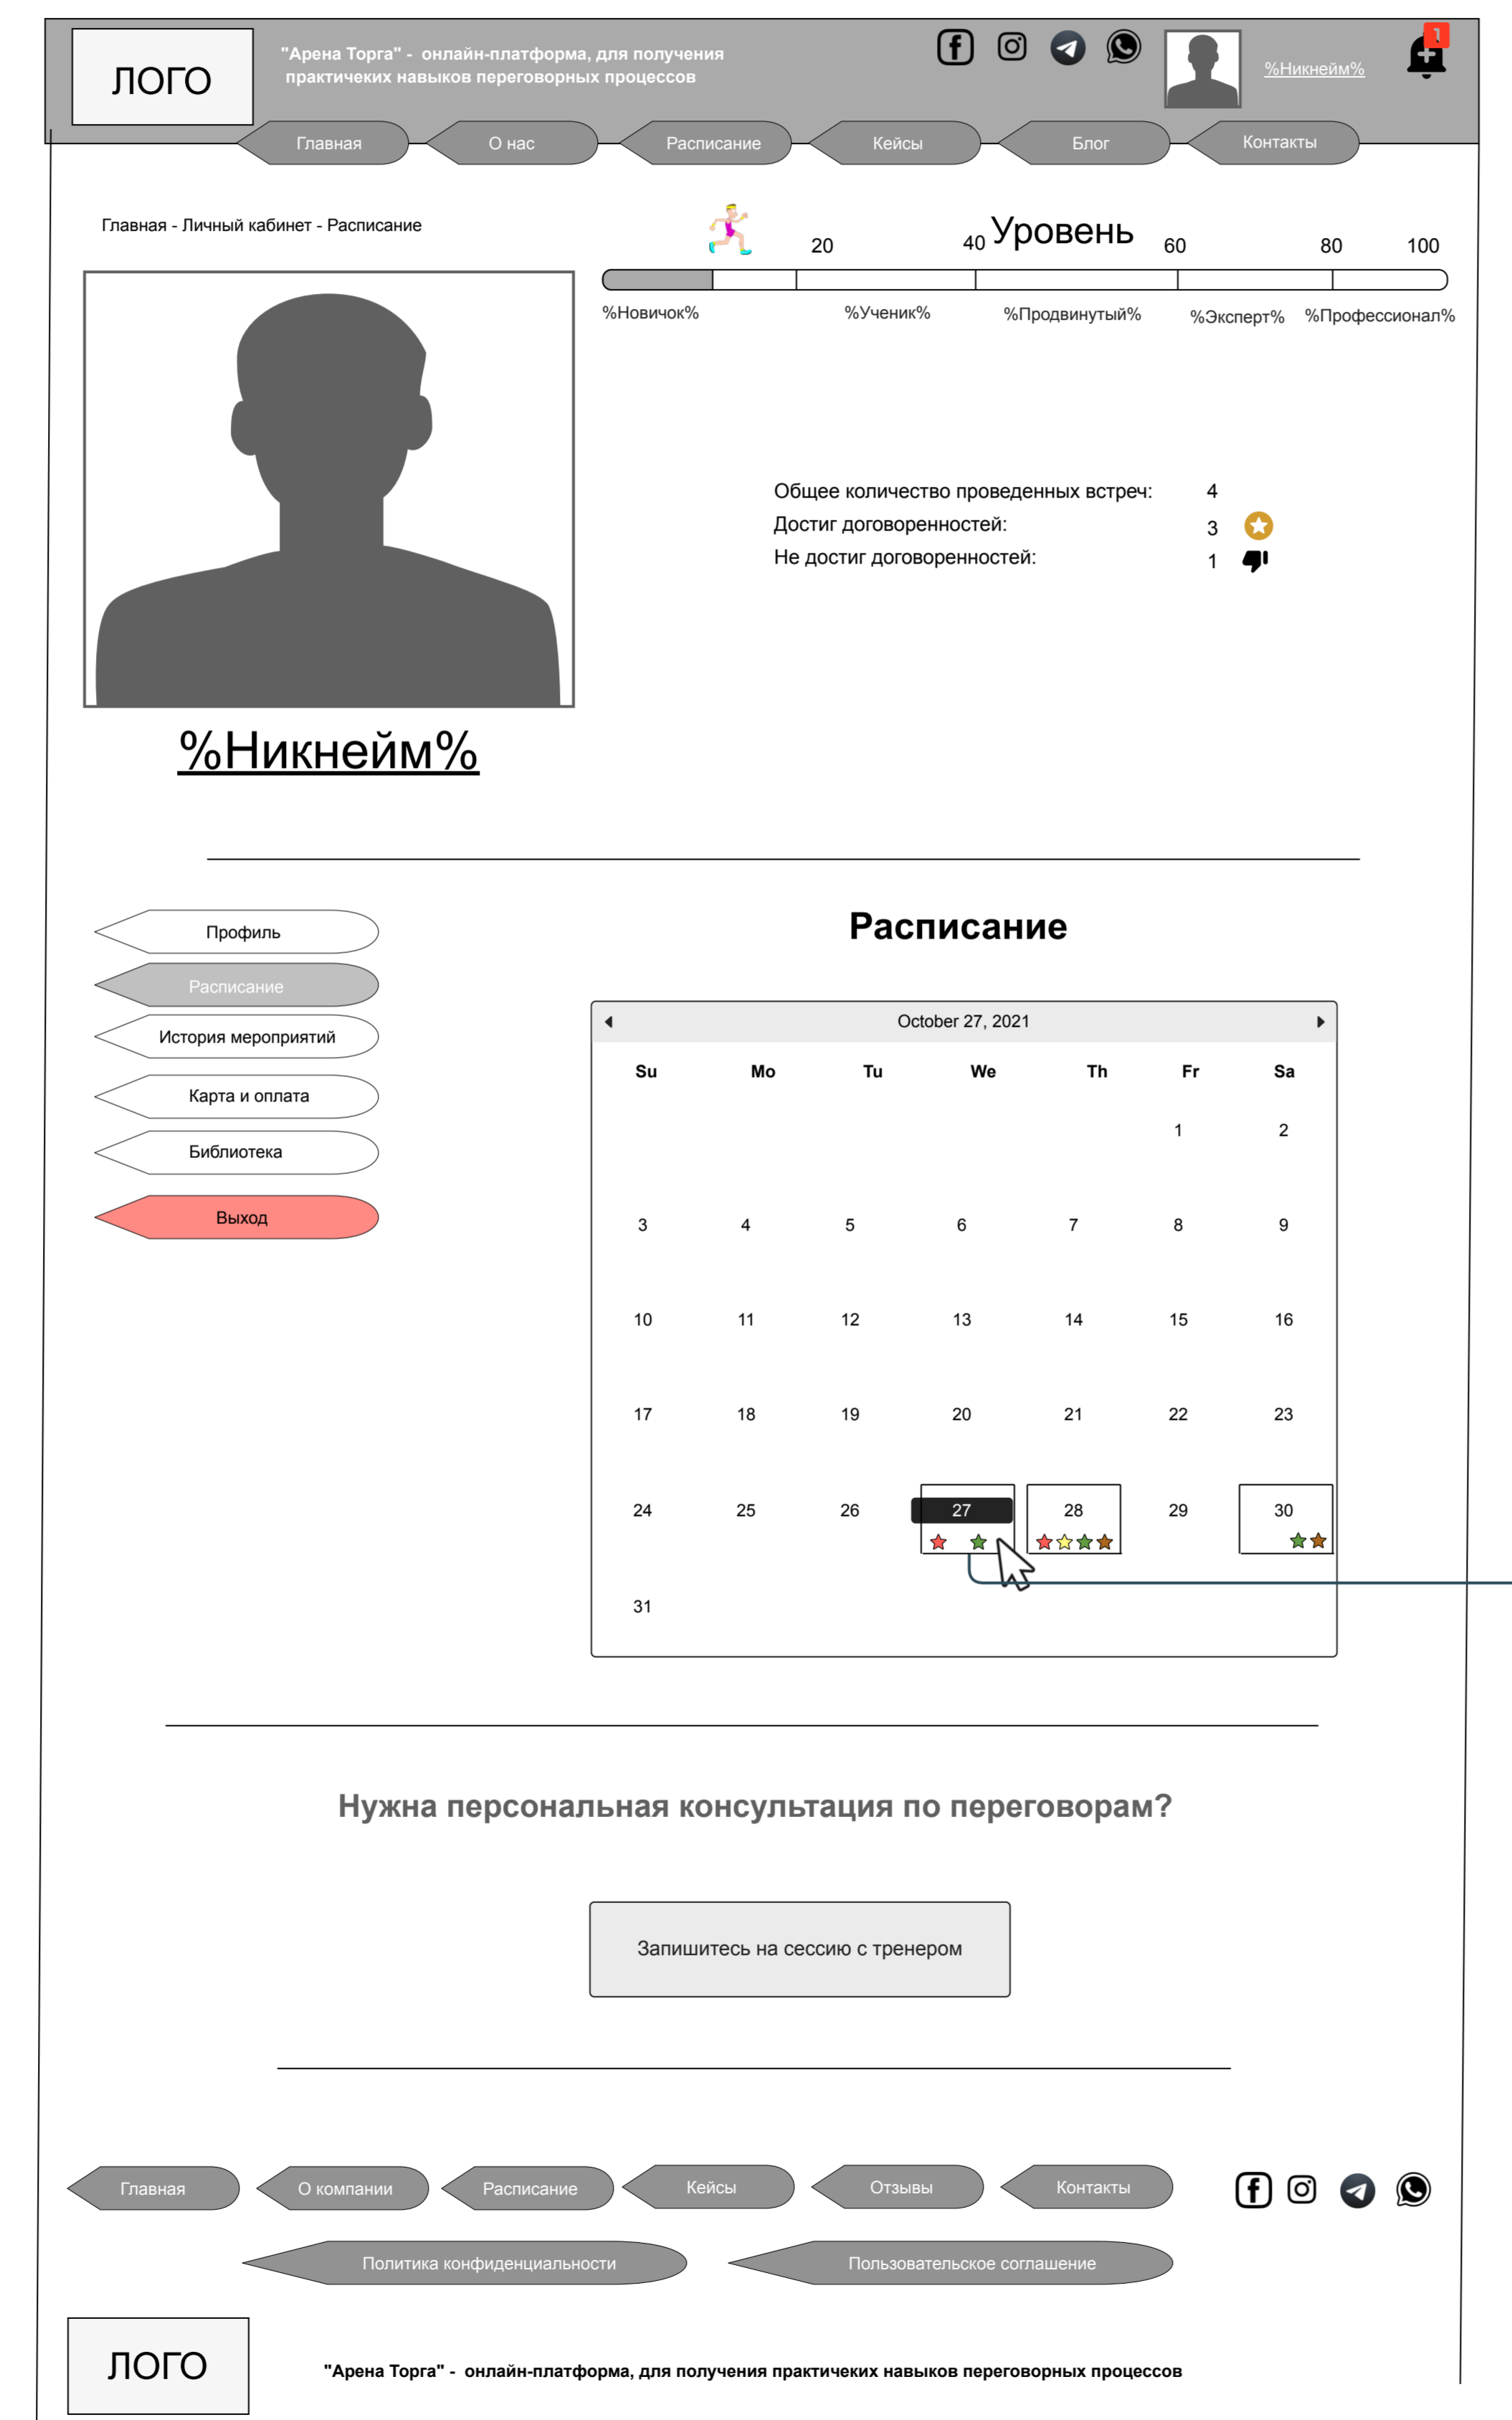 ЛОГО
"Арена Торга" - онлайн-платформа, для получения
практичеких навыков переговорных процессов
%Никнейм%
1
Главная
О нас
Расписание
Кейсы
Блог
Контакты
Главная - Личный кабинет - Расписание
Уровень
20
40
60
80
100
%Новичок%
%Ученик%
%Продвинутый%
%Эксперт%
%Профессионал%
Общее количество проведенных встреч: 4
Достиг договоренностей: 3
Не достиг договоренностей: 1
%Никнейм%
Профиль
Расписание
История мероприятий
Карта и оплата
Библиотека
Выход
Расписание
October 27, 2021
Su Mo Tu We Th Fr Sa
1 2
3 4 5 6 7 8 9
10 11 12 13 14 15 16
17 18 19 20 21 22 23
24 25 26 27 28 29 30
31
Нужна персональная консультация по переговорам?
Запишитесь на сессию с тренером
Главная
О компании
Расписание
Кейсы
Отзывы
Контакты
Политика конфиденциальности
Пользовательское соглашение
ЛОГО
"Арена Торга" - онлайн-платформа, для получения практичеких навыков переговорных процессов